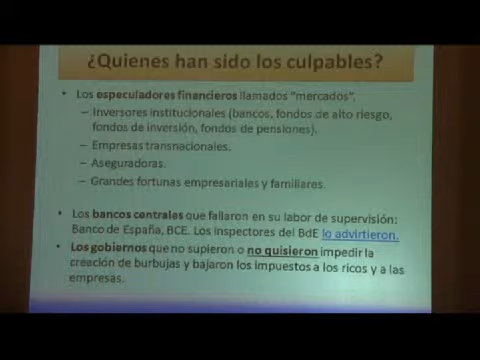 ¿Quienes han sido los culpables?
• Los especuladores financieros llamados "mercados".
– Inversores institucionales (bancos, fondos de alto riesgo,
fondos de inversión, fondos de pensiones).
– Empresas transnacionales.
– Aseguradoras.
– Grandes fortunas empresariales y familiares.
• Los bancos centrales que fallaron en su labor de supervisión:
Banco de España, BCE. Los inspectores del BdE lo advirtieron.
• Los gobiernos que no supieron o no quisieron impedir la
creación de burbujas y bajaron los impuestos a los ricos y a las
empresas.